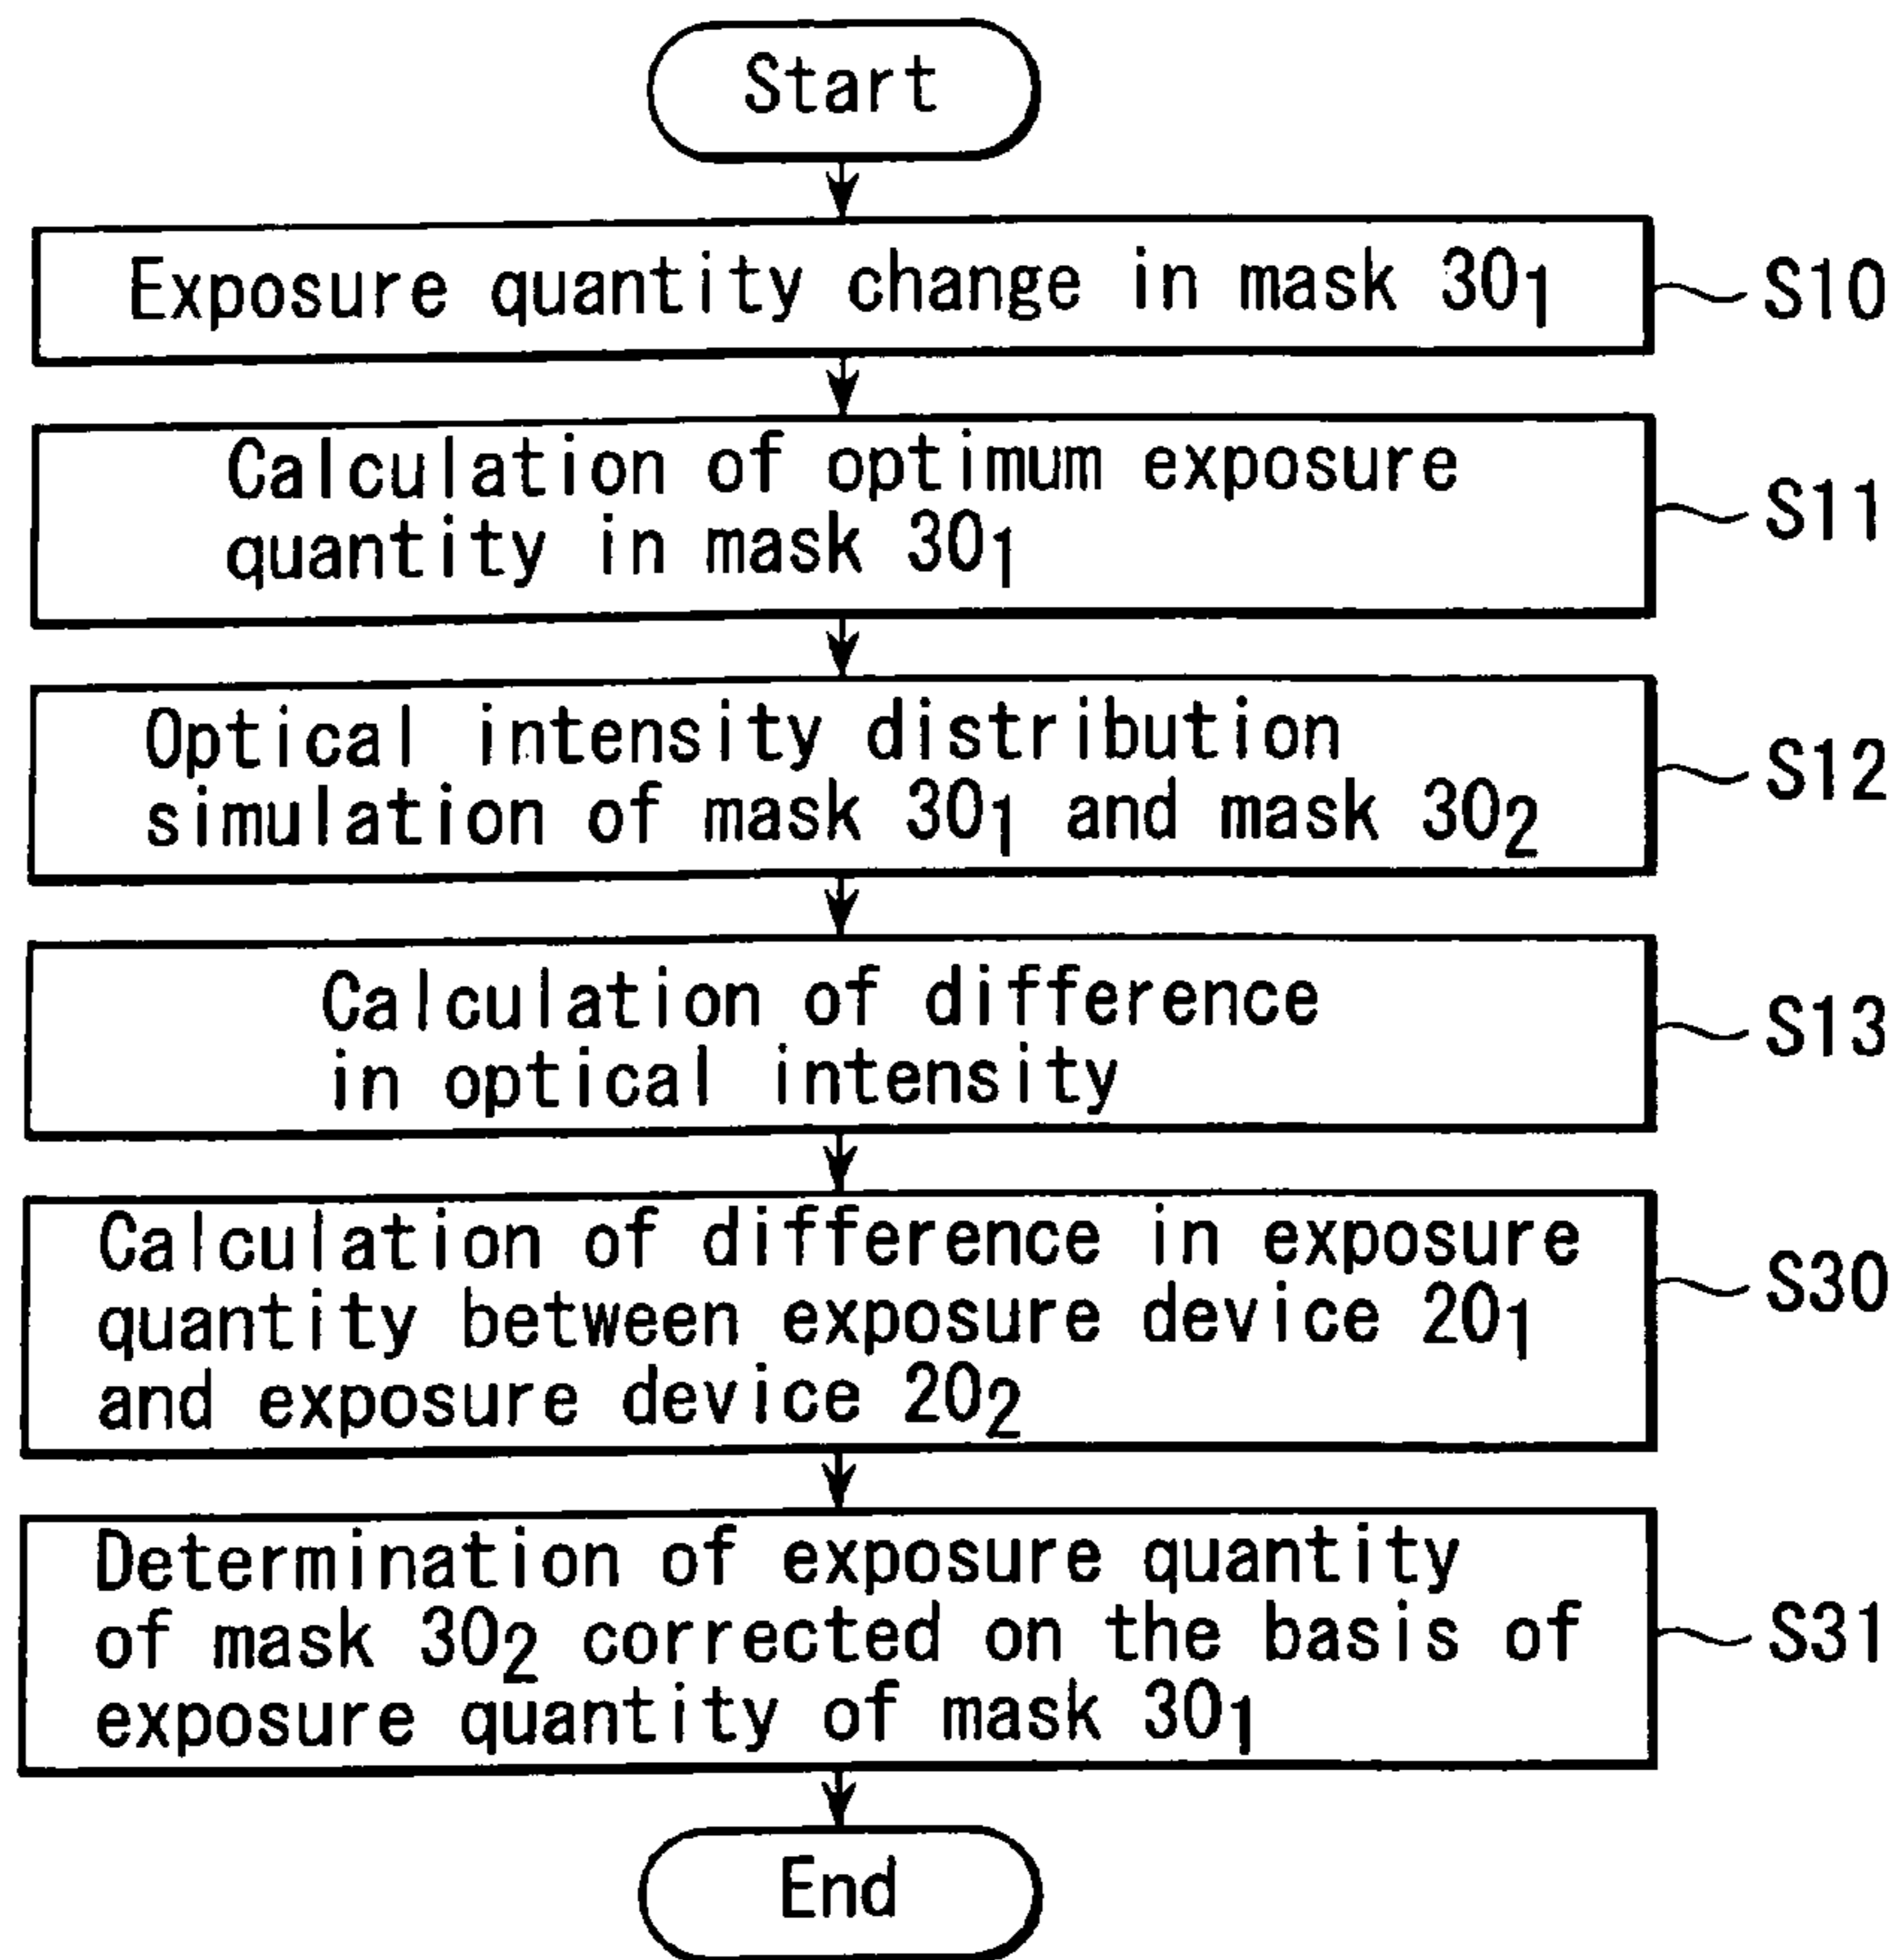 Start
Exposure quantity change in mask 30₁
S10
Calculation of optimum exposure
quantity in mask 30₁
S11
Optical intensity distribution
simulation of mask 30₁ and mask 30₂
S12
Calculation of difference
in optical intensity
S13
Calculation of difference in exposure
quantity between exposure device 20₁
and exposure device 20₂
S30
Determination of exposure quantity
of mask 30₂ corrected on the basis of
exposure quantity of mask 30₁
S31
End